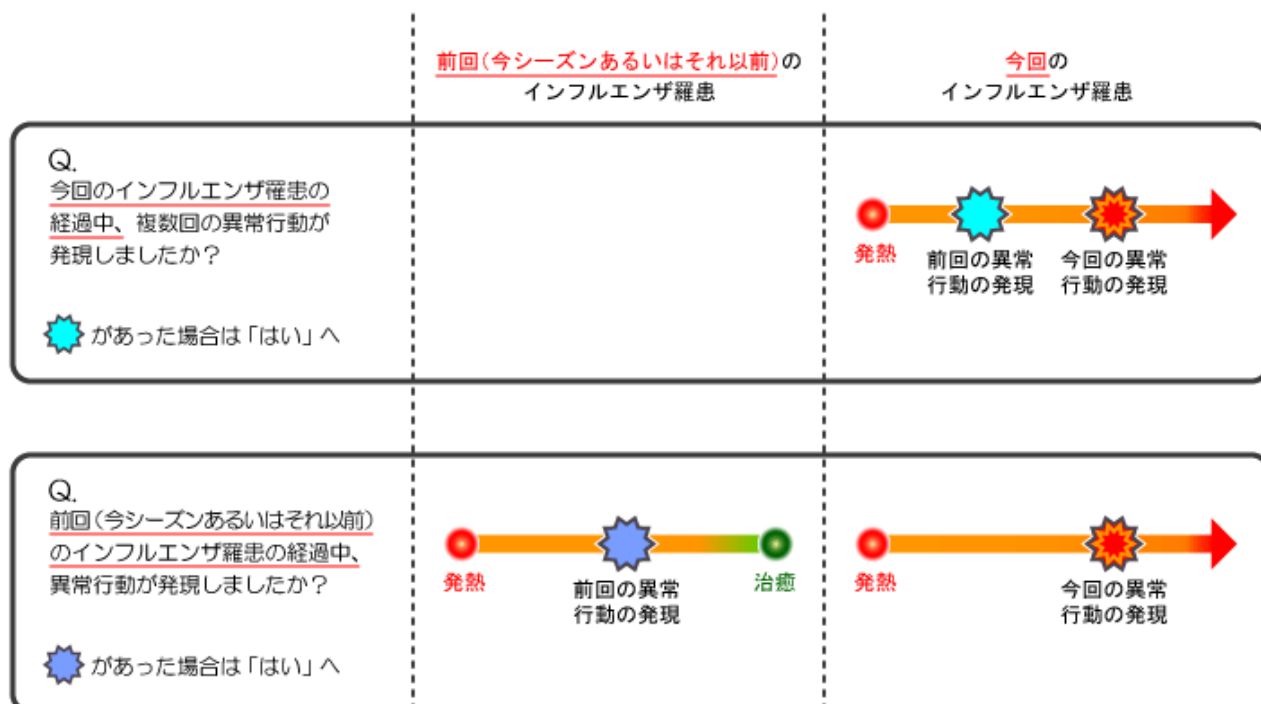 前回(今シーズンあるいはそれ以前)の
インフルエンザ罹患
今回の
インフルエンザ罹患
Q.
今回のインフルエンザ罹患の
経過中、複数回の異常行動が
発現しましたか？
があった場合は「はい」へ
発熱
前回の異常
行動の発現
今回の異常
行動の発現
Q.
前回(今シーズンあるいはそれ以前)
のインフルエンザ罹患の経過中、
異常行動が発現しましたか？
があった場合は「はい」へ
発熱
前回の異常
行動の発現
治癒
発熱
今回の異常
行動の発現